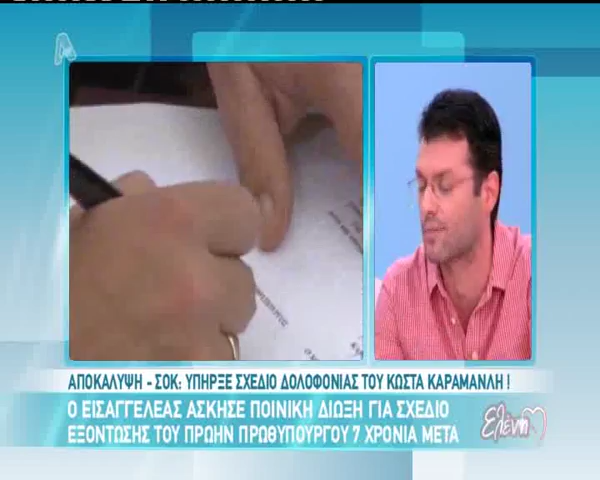 ΑΠΟΚΑΛΥΨΗ - ΣΟΚ: ΥΠΗΡΞΕ ΣΧΕΔΙΟ ΔΟΛΟΦΟΝΙΑΣ ΤΟΥ ΚΩΣΤΑ ΚΑΡΑΜΑΝΛΗ !
Ο ΕΙΣΑΓΓΕΛΕΑΣ ΑΣΚΗΣΕ ΠΟΙΝΙΚΗ ΔΙΩΞΗ ΓΙΑ ΣΧΕΔΙΟ
ΕΞΟΝΤΩΣΗΣ ΤΟΥ ΠΡΩΗΝ ΠΡΩΘΥΠΟΥΡΓΟΥ 7 ΧΡΟΝΙΑ ΜΕΤΑ
Ελένη